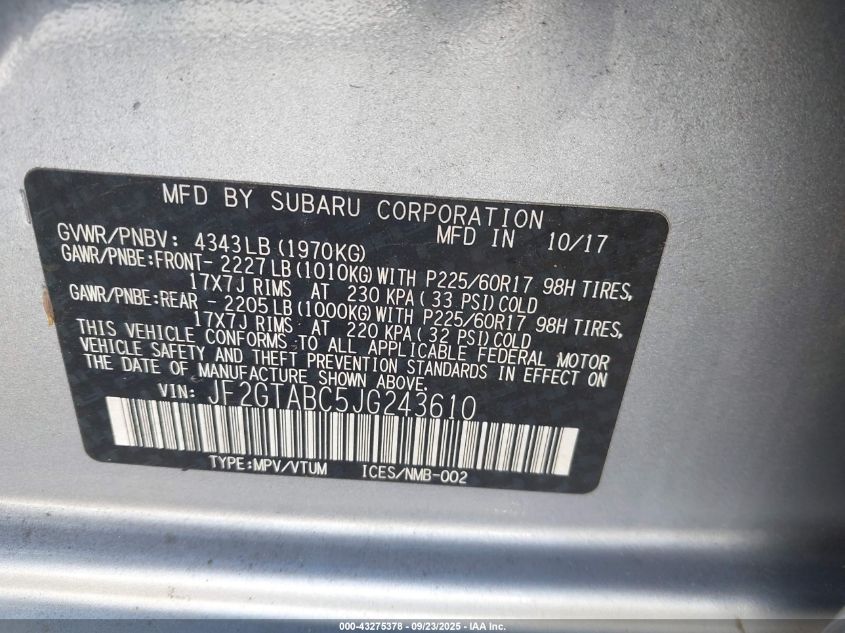 MFD BY SUBARU CORPORATION
GVWR/PNBV: 4343LB (1970KG) MFD IN 10/17
GAWR/PNBE:FRONT- 2227LB(1010KG)WITH P225/60R17 98H TIRES,
17X7J RIMS AT 230 KPA( 33 PSI)COLD
GAWR/PNBE:REAR - 2205LB(1000KG)WITH P225/60R17 98H TIRES,
17X7J RIMS AT 220 KPA( 32 PSI)COLD
THIS VEHICLE CONFORMS TO ALL APPLICABLE FEDERAL MOTOR
VEHICLE SAFETY AND THEFT PREVENTION STANDARDS IN EFFECT ON
THE DATE OF MANUFACTURE SHOWN ABOVE.
VIN: JF2GTABC5JG243610
TYPE:MPV/VTUM ICES/NMB-002
000-43275378 - 09/23/2025 - IAA Inc.